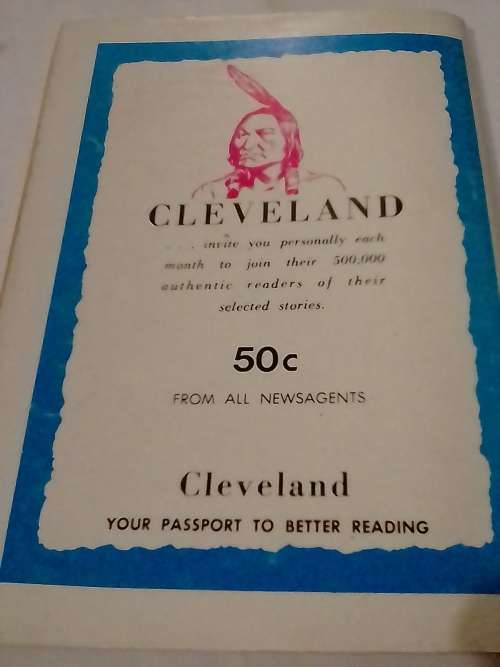 CLEVELAND
. . . invite you personally each
month to join their 500,000
authentic readers of their
selected stories.
50c
FROM ALL NEWSAGENTS
Cleveland
YOUR PASSPORT TO BETTER READING